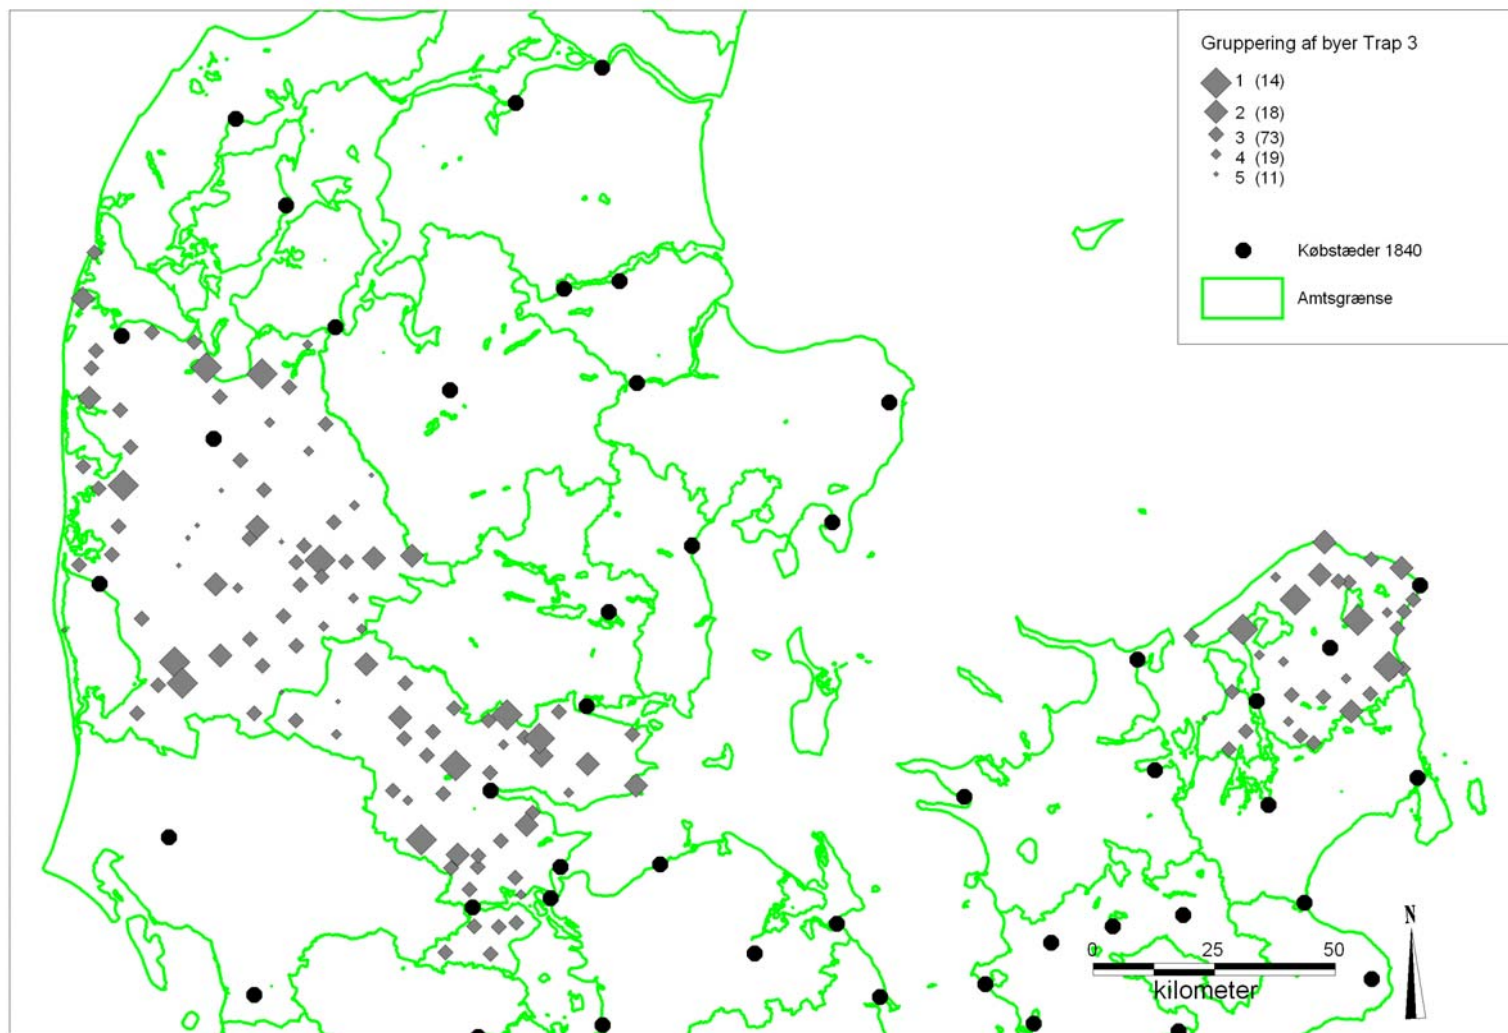 Gruppering af byer Trap 3
1 (14)
2 (18)
3 (73)
4 (19)
5 (11)
Købstæder 1840
Amtsgrænse
N
0 25 50
kilometer